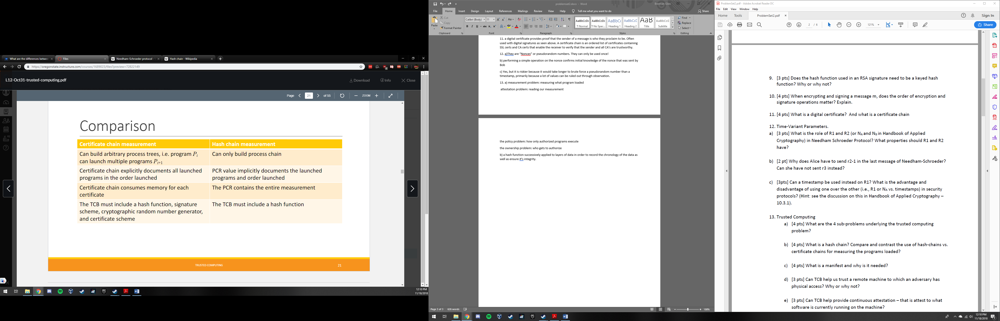 What are the differences betwee
Files
Needham–Schroeder protocol -
Hash chain - Wikipedia
https://oregonstate.instructure.com/courses/1689023/files?preview=72822149
L12-Oct31-trusted-computing.pdf
Download
Info
Close
Page
21
of 55
ZOOM
Comparison
Certificate chain measurement
Hash chain measurement
Can build arbitrary process trees, i.e. program Pi
can launch multiple programs Pi+1
Can only build process chain
Certificate chain explicitly documents all launched
programs in the order launched
PCR value implicitly documents the launched
programs and order launched
Certificate chain consumes memory for each
certificate
The PCR contains the entire measurement
The TCB must include a hash function, signature
scheme, cryptographic random number generator,
and certificate scheme
The TCB must include a hash function
TRUSTED COMPUTING
21
12:10 PM
11/18/2018
problemset2.docx - Word
Brennan Giles
File
Home
Insert
Design
Layout
References
Mailings
Review
View
Help
Tell me what you want to do
Share
Paste
Cut
Copy
Format Painter
Clipboard
Calibri (Body)
11
Font
Paragraph
AaBbCcDc
¶ Normal
AaBbCcDc
¶ No Spac...
AaBbCc
Heading 1
AaBbCcC
Heading 2
AaB
Title
AaBbCcC
Subtitle
Styles
Find
Replace
Select
Editing
11. a digital certificate provides proof that the sender of a message is who they proclaim to be. Often
used with digital signatures as seen above. A certificate chain is an ordered list of certificates containing
SSL certs and CA certs that enable the receiver to verify that the sender and all CA's are trustworthy.
12. a)They are “Nonces” or pseudorandom numbers. They can only be used once!
b) performing a simple operation on the nonce confirms initial knowledge of the nonce that was sent by
Bob
c) Yes, but it is riskier because it would take longer to brute force a pseudorandom number than a
timestamp, primarily because a lot of values can be ruled out through observation.
13. a) measurement problem: measuring what program loaded
attestation problem: reading our measurement
the policy problem: how only authorized programs execute
the ownership problem: who gets to authorize
b) a hash function successively applied to layers of data in order to record the chronology of the data as
well as ensure it's integrity.
Page 3 of 3
626 words
100%
ProblemSet2.pdf - Adobe Acrobat Reader DC
File
Edit
View
Window
Help
Home
Tools
ProblemSet2.pdf
Sign In
2 / 6
121%
Share
9. [3 pts] Does the hash function used in an RSA signature need to be a keyed hash
function? Why or why not?
10. [4 pts] When encrypting and signing a message m, does the order of encryption and
signature operations matter? Explain.
11. [4 pts] What is a digital certificate? And what is a certificate chain
12. Time-Variant Parameters.
a) [3 pts] What is the role of R1 and R2 (or NA and NB in Handbook of Applied
Cryptography) in Needham Schroeder Protocol? What properties should R1 and R2
have?
b) [2 pt] Why does Alice have to send r2-1 in the last message of Needham-Schroeder?
Can she have not sent r3 instead?
c) [3pts] Can a timestamp be used instead on R1? What is the advantage and
disadvantage of using one over the other (i.e., R1 or NA vs. timestamps) in security
protocols? (Hint: see the discussion on this in Handbook of Applied Cryptography –
10.3.1).
13. Trusted Computing
a) [4 pts] What are the 4 sub-problems underlying the trusted computing
problem?
b) [4 pts] What is a hash chain? Compare and contrast the use of hash-chains vs.
certificate chains for measuring the programs loaded?
c) [4 pts] What is a manifest and why is it needed?
d) [3 pts] Can TCB help us trust a remote machine to which an adversary has
physical access? Why or why not?
e) [3 pts] Can TCB help provide continuous attestation – that is attest to what
software is currently running on the machine?
12:10 PM
11/18/2018